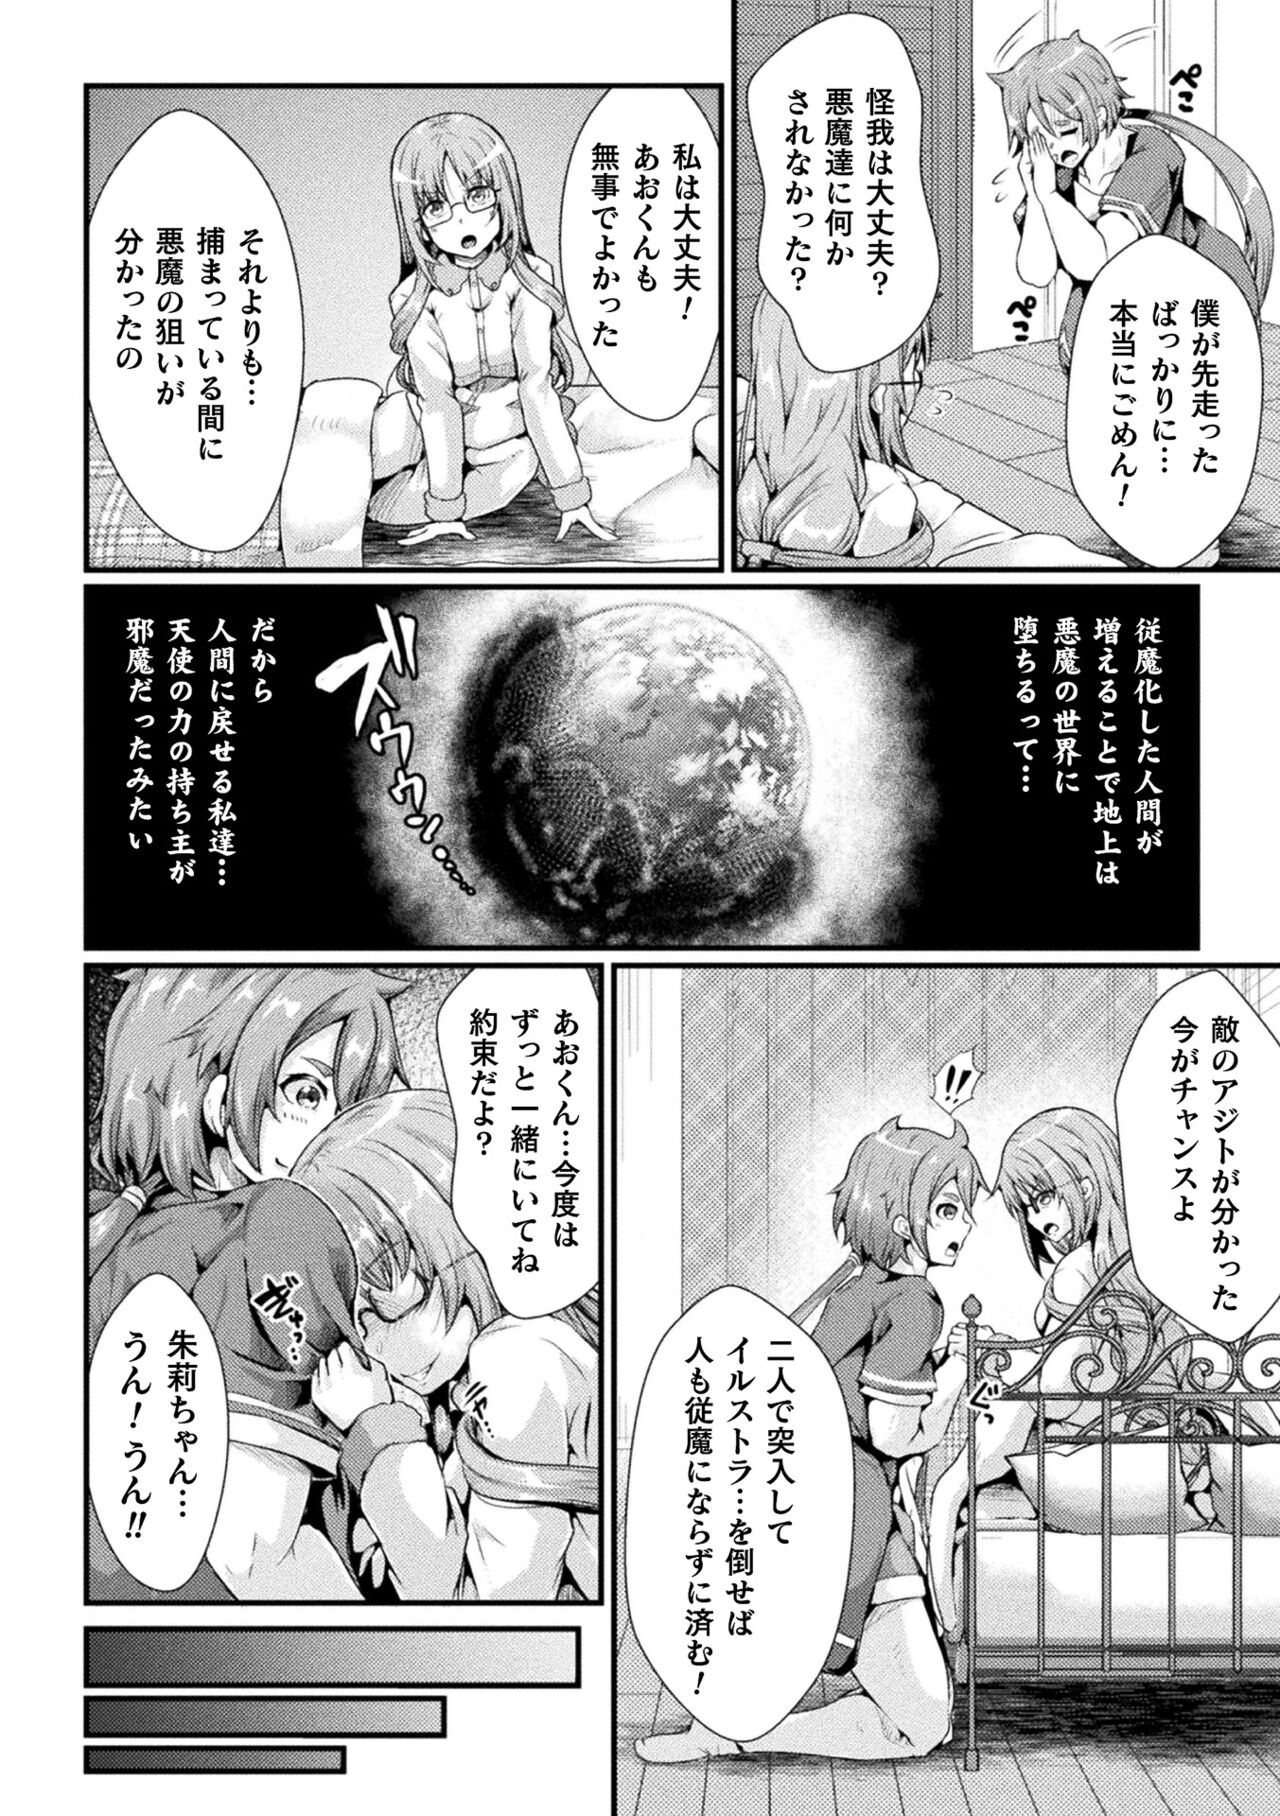 ぺこ
ぺこ
僕が先走った
ばっかりに…
本当にごめん！
怪我は大丈夫？
悪魔達に何か
されなかった？
私は大丈夫！
あおくんも
無事でよかった
それよりも…
捕まっている間に
悪魔の狙いが
分かったの
従魔化した人間が
増えることで地上は
悪魔の世界に
堕ちるって…
ズウウウン…
だから
人間に戻せる私達…
天使の力の持ち主が
邪魔だったみたい
敵のアジトが分かった
今がチャンスよ
!!
ぐっ
二人で突入して
イルストラ…を倒せば
人も従魔にならずに済む！
あおくん…今度は
ずっと一緒にいてね
約束だよ？
ギュッ
朱莉ちゃん…
うん！うん!!